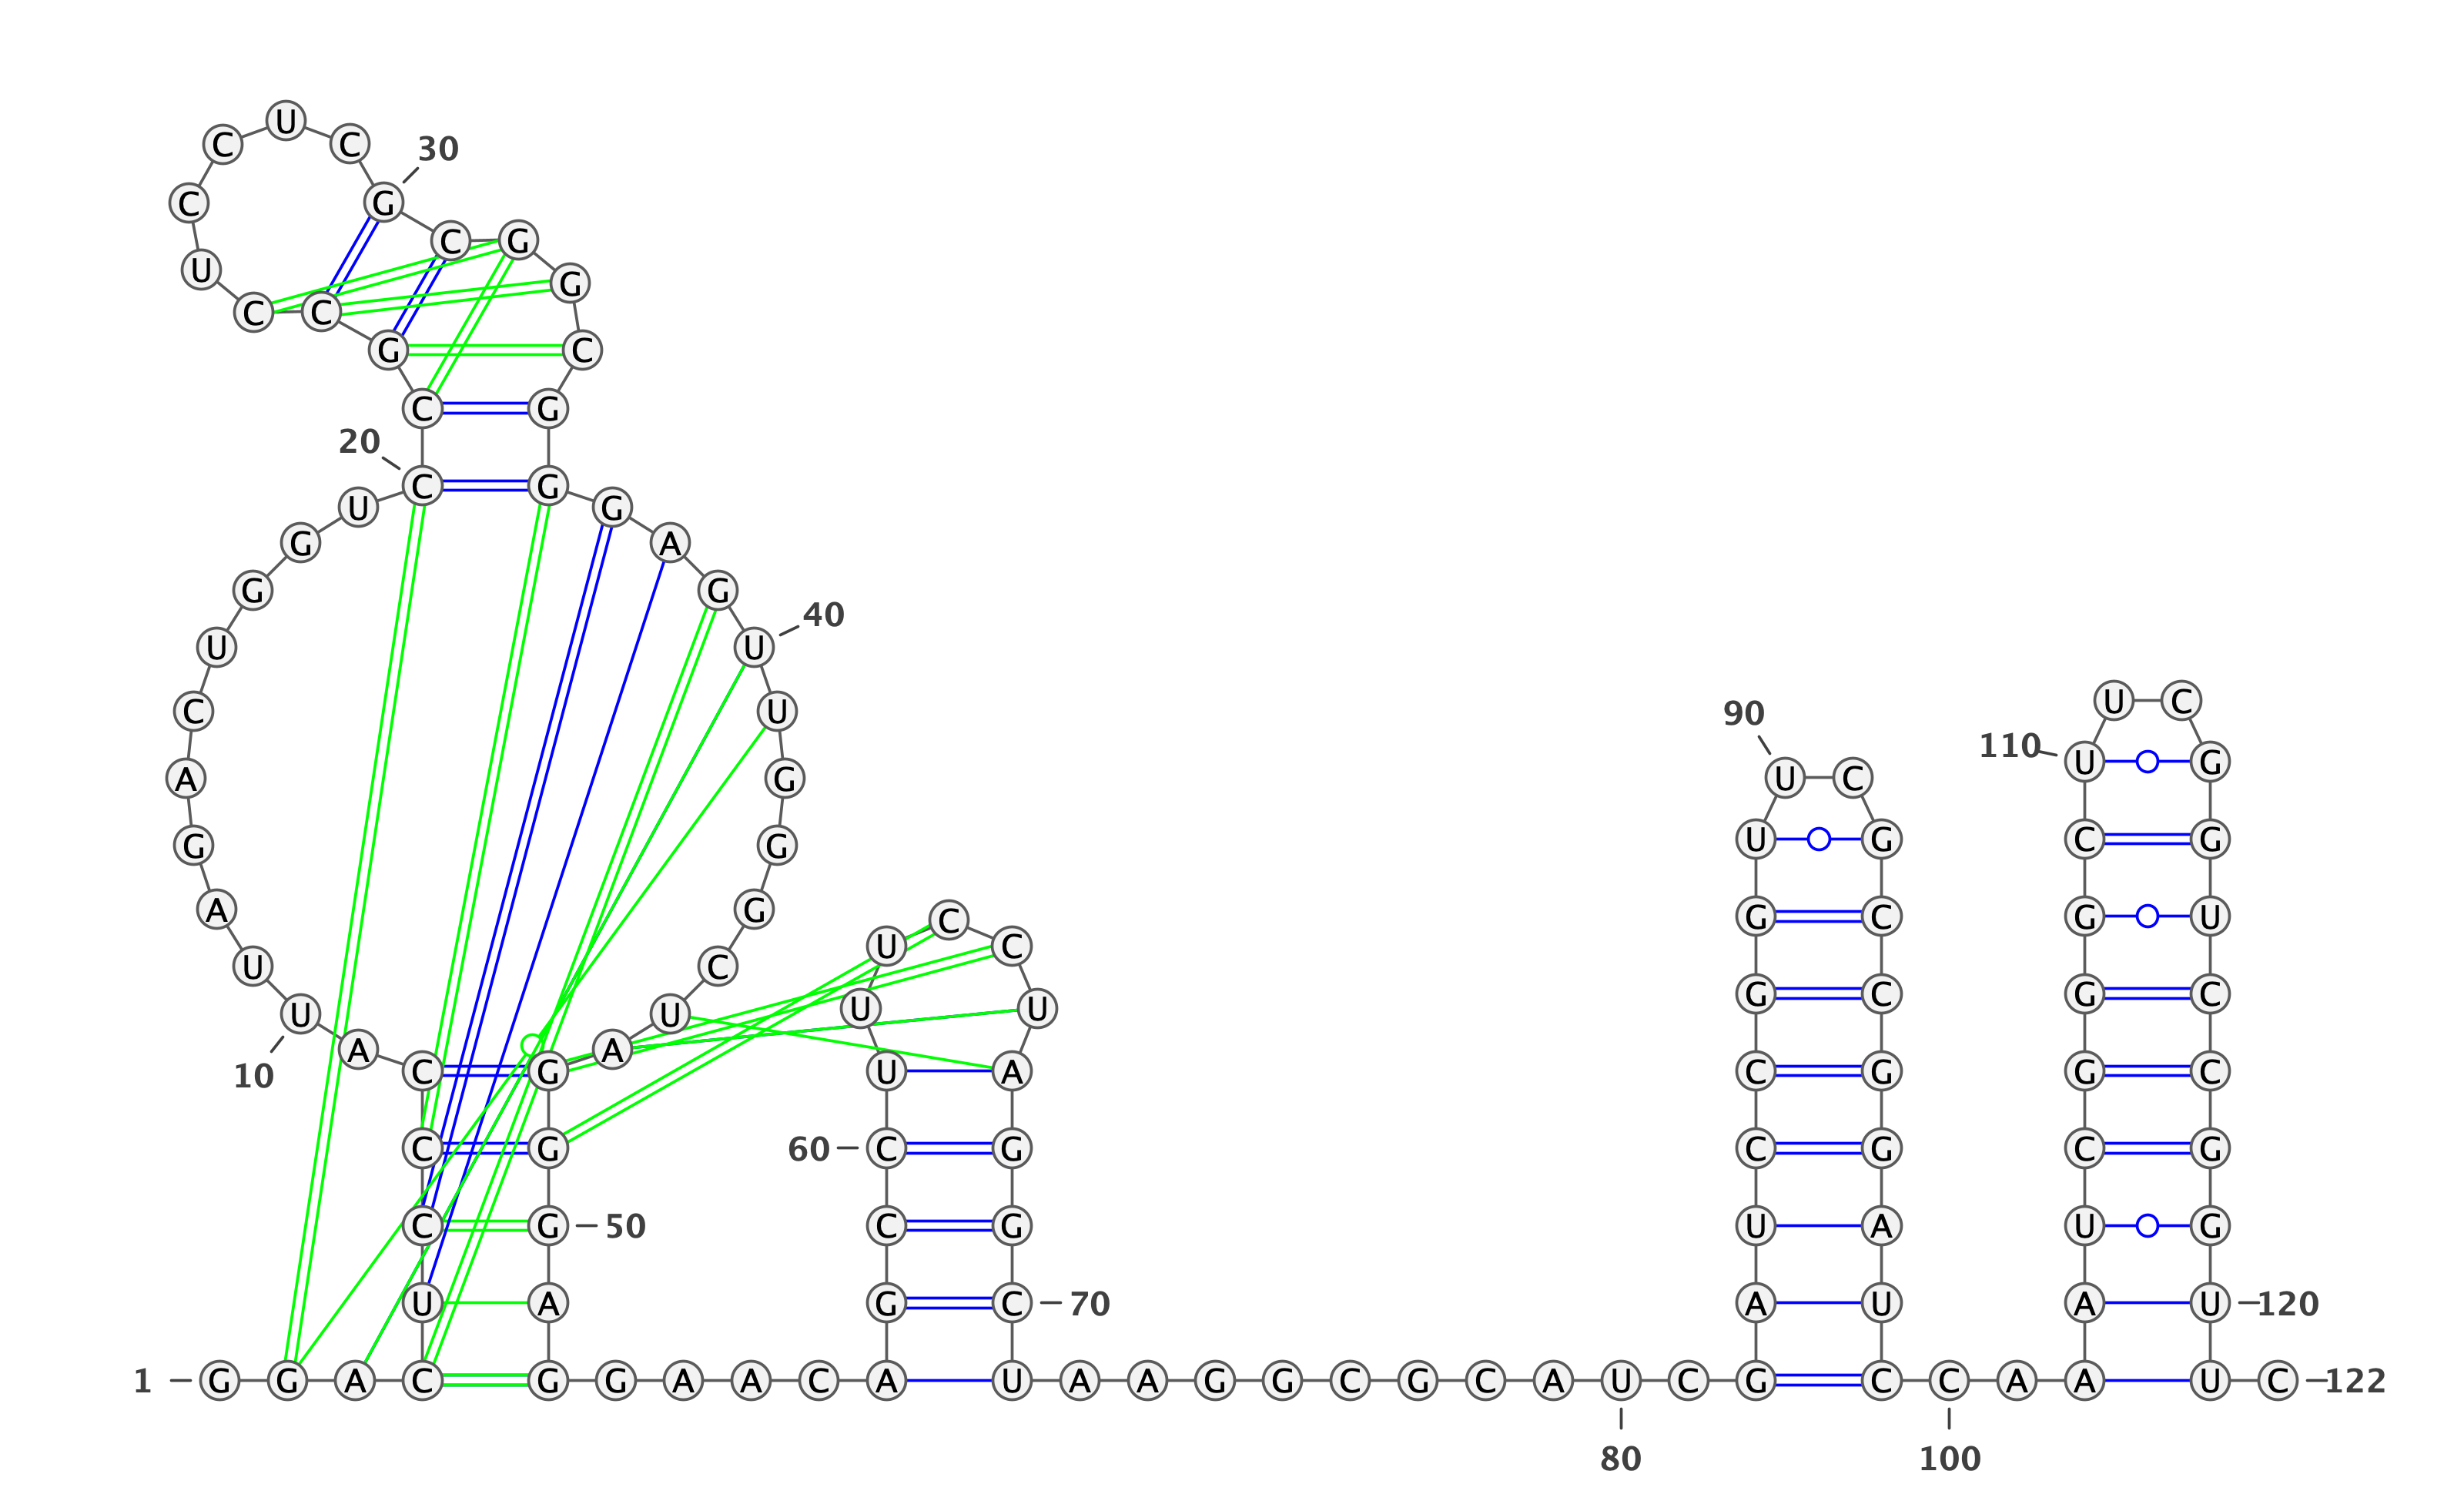 U
C C 30
C G
C G
U G
C C
G C
C G
20
C G
U G
G A
G G
40
U U
U C
C U 90
110
U G
A G U C
U G C G
G G
A G C G C G U
U C
U C
G C G C
U U U U
A A
C G U A C G G C
10
C G 60 C G C G C G
C G 50 C G U A U G
U A G C 70 A U A U 120
1 G G A C G G A A C A U A A G G C G C A U C G C C A A U C 122
80 100